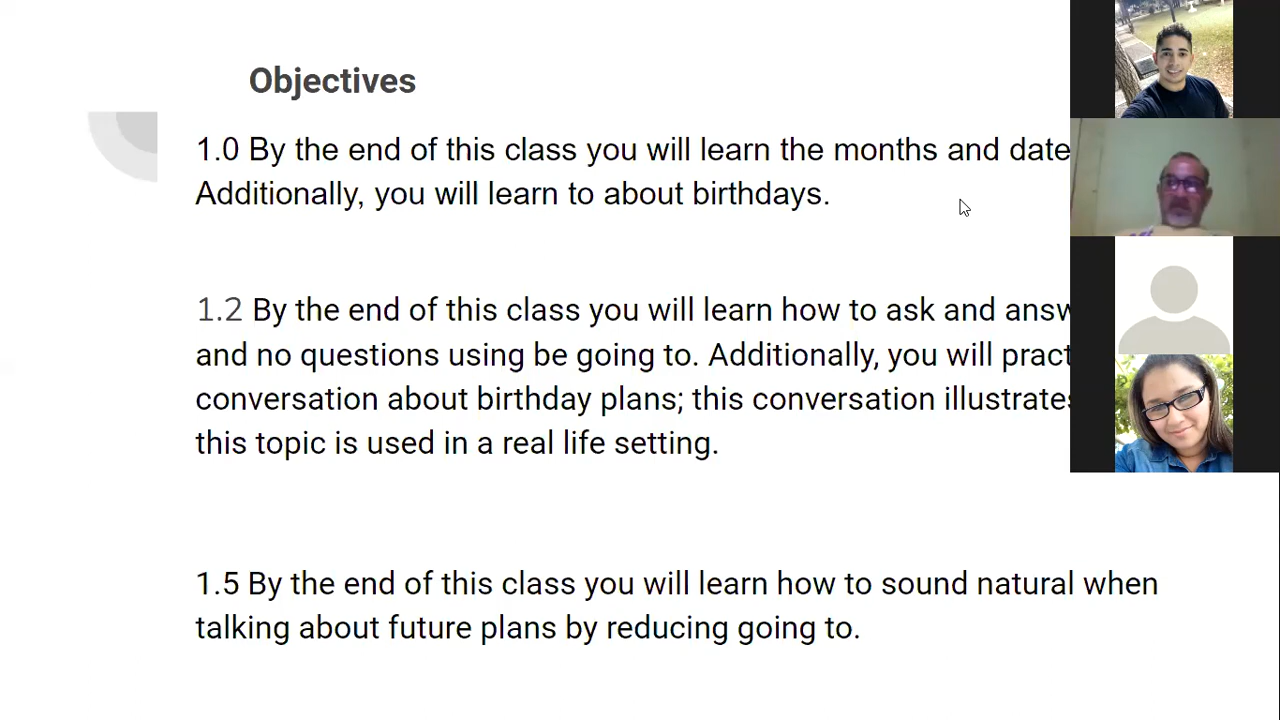 Objectives
1.0 By the end of this class you will learn the months and date
Additionally, you will learn to about birthdays.
1.2 By the end of this class you will learn how to ask and
and no questions using be going to. Additionally, you will
conversation about birthday plans; this conversation illustrates
this topic is used in a real life setting.
1.5 By the end of this class you will learn how to sound natural when
talking about future plans by reducing going to.